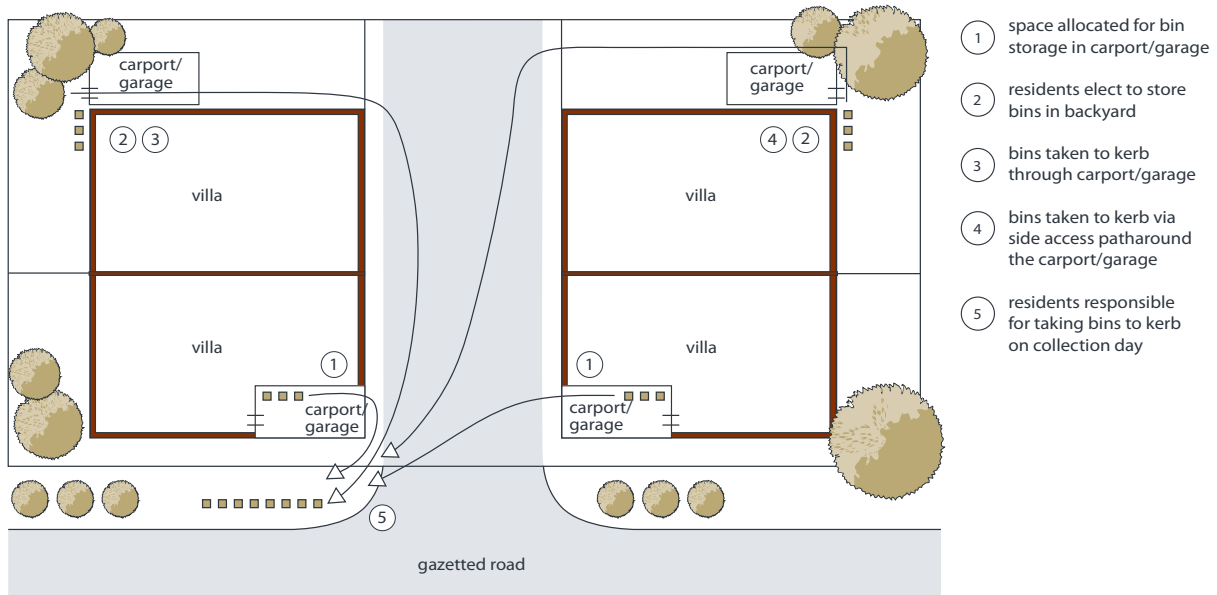 carport/
garage
2 3
villa
villa
1
carport/
garage
carport/
garage
4 2
villa
villa
1
carport/
garage
5
gazetted road
1
space allocated for bin
storage in carport/garage
2
residents elect to store
bins in backyard
3
bins taken to kerb
through carport/garage
4
bins taken to kerb via
side access patharound
the carport/garage
5
residents responsible
for taking bins to kerb
on collection day